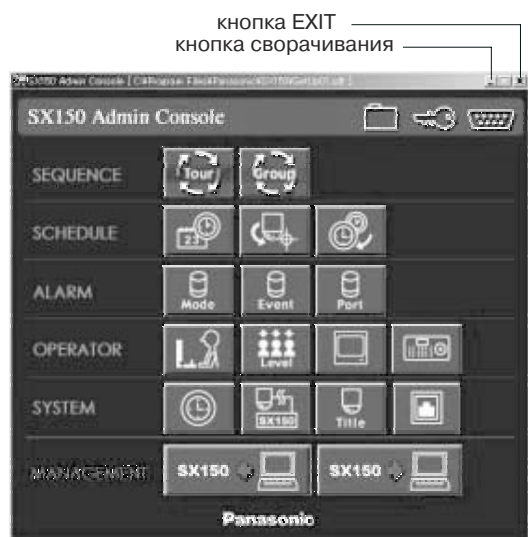 кнопка EXIT
кнопка сворачивания
SX150 Admin Console
SX150 Admin Console
SEQUENCE
Tour
Group
SCHEDULE
23
ALARM
Mode
Event
Port
OPERATOR
Level
SYSTEM
SX150
Title
MANAGEMENT
SX150
SX150
Panasonic